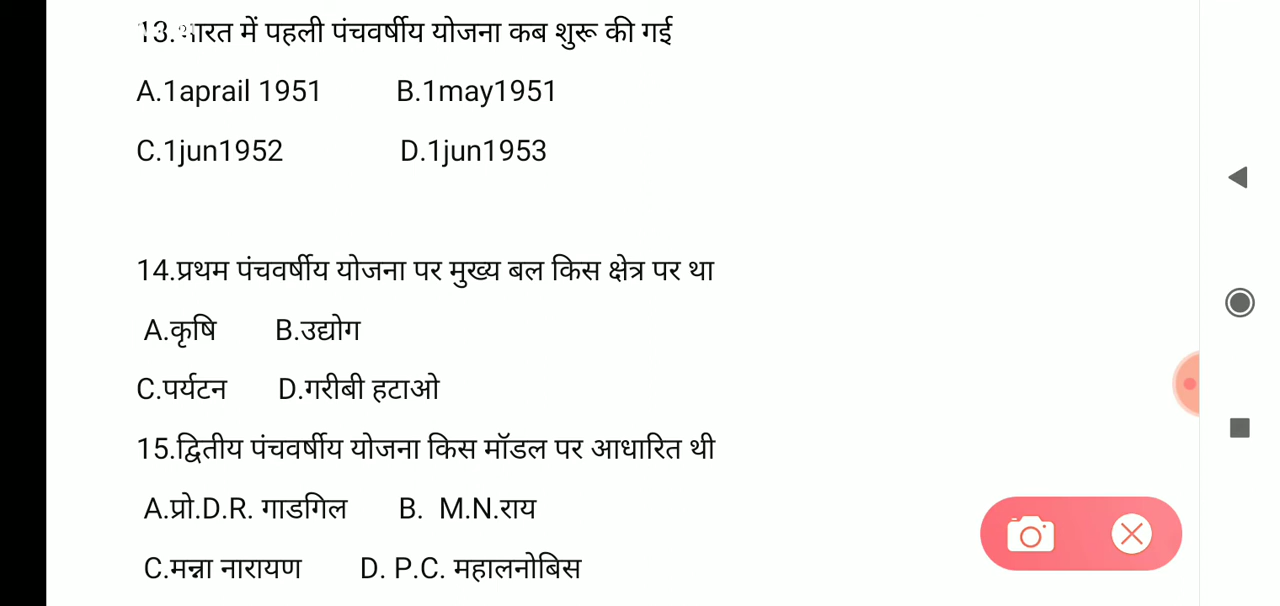 13.भारत में पहली पंचवर्षीय योजना कब शुरू की गई
A.1aprail 1951 B.1may1951
C.1jun1952 D.1jun1953
14.प्रथम पंचवर्षीय योजना पर मुख्य बल किस क्षेत्र पर था
A.कृषि B.उद्योग
C.पर्यटन D.गरीबी हटाओ
15.द्वितीय पंचवर्षीय योजना किस मॉडल पर आधारित थी
A.प्रो.D.R. गाडगिल B. M.N.राय
C.मन्ना नारायण D. P.C. महालनोबिस